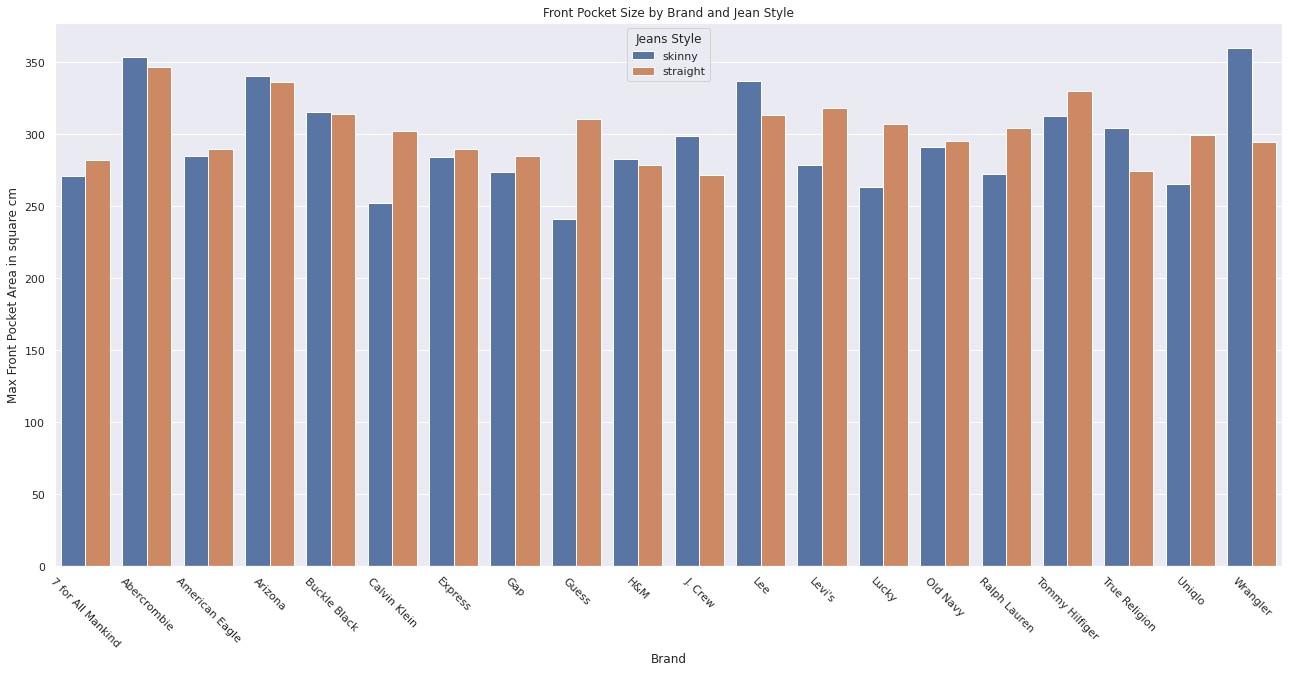 Front Pocket Size by Brand and Jean Style
Jeans Style
skinny
straight
Max Front Pocket Area in square cm
350
300
250
200
150
100
50
0
7 for All Mankind
Abercrombie
American Eagle
Arizona
Buckle Black
Calvin Klein
Express
Gap
Guess
H&M
J. Crew
Lee
Levi's
Lucky
Old Navy
Ralph Lauren
Tommy Hilfiger
True Religion
Uniqlo
Wrangler
Brand